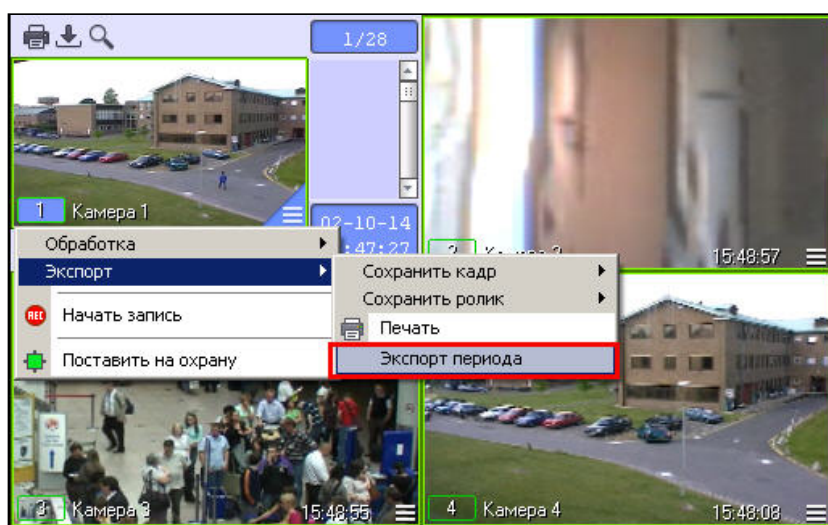 1/28
1 Камера 1
02-10-14
:47:27
15:48:57
Обработка
Экспорт
Начать запись
Поставить на охрану
Сохранить кадр
Сохранить ролик
Печать
Экспорт периода
REC
3 Камера 3
15:48:55
4 Камера 4
15:48:08